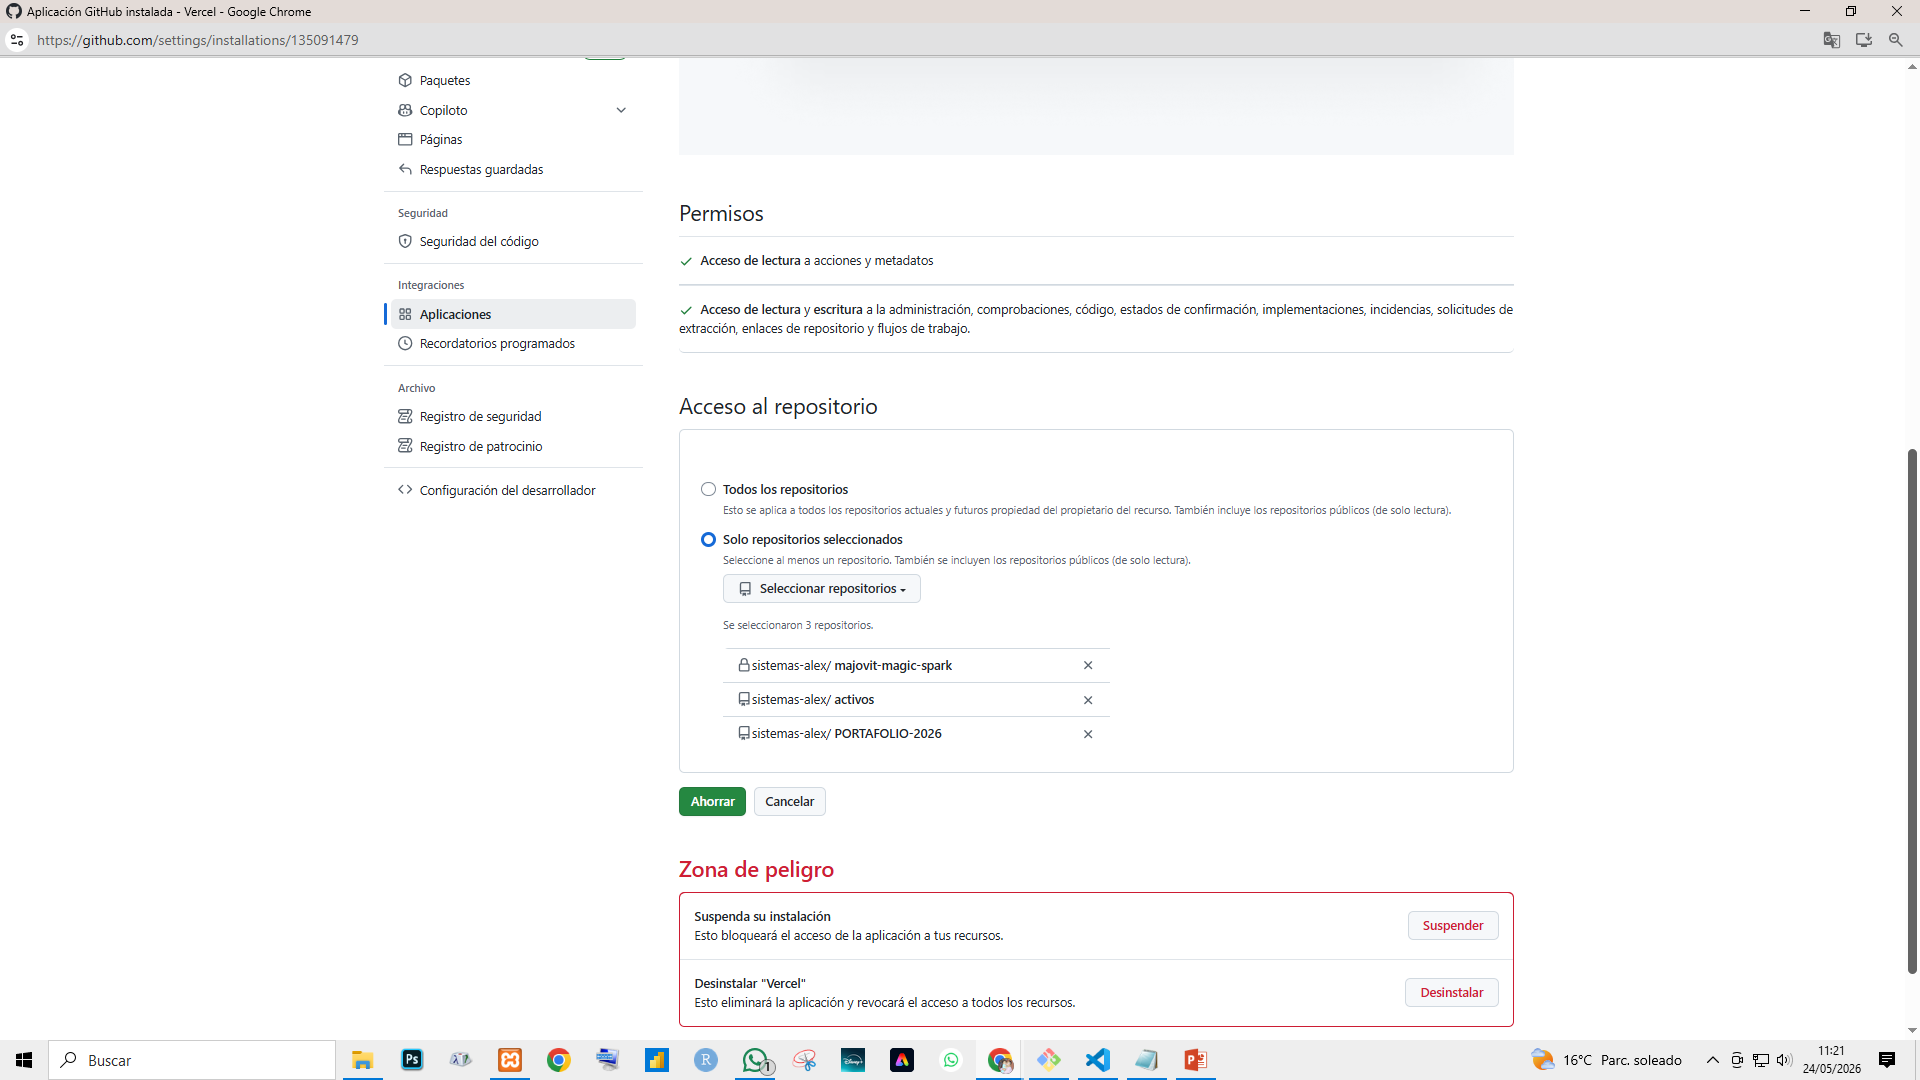 Aplicación GitHub instalada - Vercel - Google Chrome
https://github.com/settings/installations/135091479
Paquetes
Copiloto
Páginas
Respuestas guardadas
Seguridad
Seguridad del código
Integraciones
Aplicaciones
Recordatorios programados
Archivo
Registro de seguridad
Registro de patrocinio
Configuración del desarrollador
Permisos
Acceso de lectura a acciones y metadatos
Acceso de lectura y escritura a la administración, comprobaciones, código, estados de confirmación, implementaciones, incidencias, solicitudes de
extracción, enlaces de repositorio y flujos de trabajo.
Acceso al repositorio
Todos los repositorios
Esto se aplica a todos los repositorios actuales y futuros propiedad del propietario del recurso. También incluye los repositorios públicos (de solo lectura).
Solo repositorios seleccionados
Seleccione al menos un repositorio. También se incluyen los repositorios públicos (de solo lectura).
Seleccionar repositorios
Se seleccionaron 3 repositorios.
sistemas-alex/ majovit-magic-spark
sistemas-alex/ activos
sistemas-alex/ PORTAFOLIO-2026
Ahorrar
Cancelar
Zona de peligro
Suspenda su instalación
Esto bloqueará el acceso de la aplicación a tus recursos.
Suspender
Desinstalar "Vercel"
Esto eliminará la aplicación y revocará el acceso a todos los recursos.
Desinstalar
Buscar
Ps
R
1
16°C Parc. soleado
11:21
24/05/2026